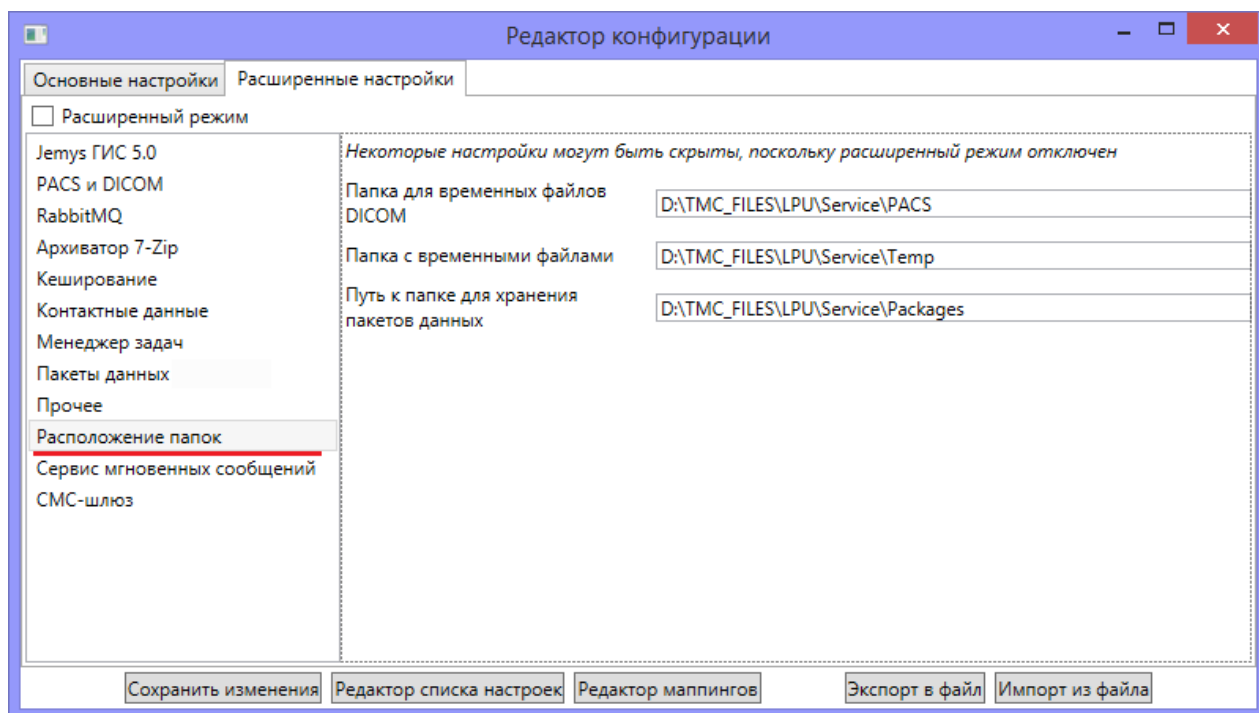 Редактор конфигурации
Основные настройки
Расширенные настройки
Расширенный режим
Jemys ГИС 5.0
PACS и DICOM
RabbitMQ
Архиватор 7-Zip
Кеширование
Контактные данные
Менеджер задач
Пакеты данных
Прочее
Расположение папок
Сервис мгновенных сообщений
СМС-шлюз
Некоторые настройки могут быть скрыты, поскольку расширенный режим отключен
Папка для временных файлов
DICOM
D:\TMC_FILES\LPU\Service\PACS
Папка с временными файлами
D:\TMC_FILES\LPU\Service\Temp
Путь к папке для хранения
пакетов данных
D:\TMC_FILES\LPU\Service\Packages
Сохранить изменения
Редактор списка настроек
Редактор маппингов
Экспорт в файл
Импорт из файла